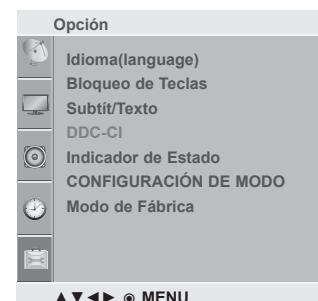 Opción
Idioma(language)
Bloqueo de Teclas
Subtít/Texto
DDC-CI
Indicador de Estado
CONFIGURACIÓN DE MODO
Modo de Fábrica
▲▼◄► ◉ MENU